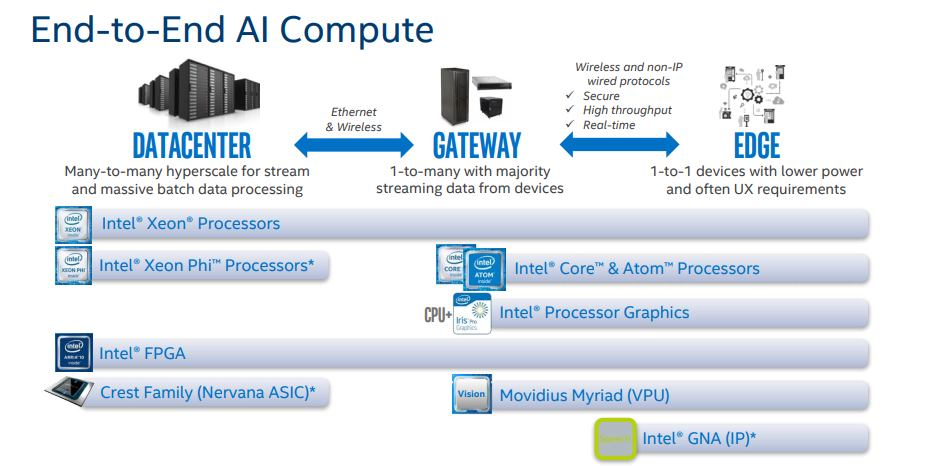 End-to-End AI Compute
Ethernet
& Wireless
Wireless and non-IP
wired protocols
✓ Secure
✓ High throughput
✓ Real-time
DATACENTER
GATEWAY
EDGE
Many-to-many hyperscale for stream
and massive batch data processing
1-to-many with majority
streaming data from devices
1-to-1 devices with lower power
and often UX requirements
intel XEON inside
Intel® Xeon® Processors
intel XEON PHI inside
Intel® Xeon Phi™ Processors*
intel CORE
intel ATOM inside
Intel® Core™ & Atom™ Processors
CPU+
intel Iris Pro Graphics
Intel® Processor Graphics
intel ARRIA 10 inside
Intel® FPGA
Crest Family (Nervana ASIC)*
Vision
Movidius Myriad (VPU)
Intel® GNA (IP)*